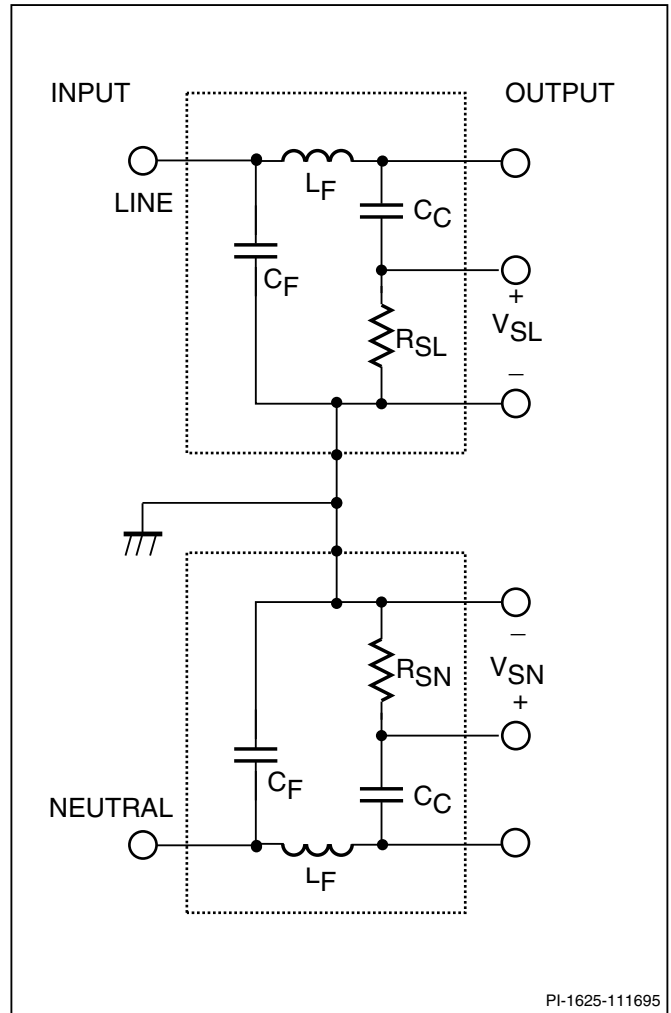 INPUT OUTPUT
LINE
LF
CC
CF
+
VSL
RSL
–
–
RSN
VSN
+
CF
CC
NEUTRAL
LF
PI-1625-111695